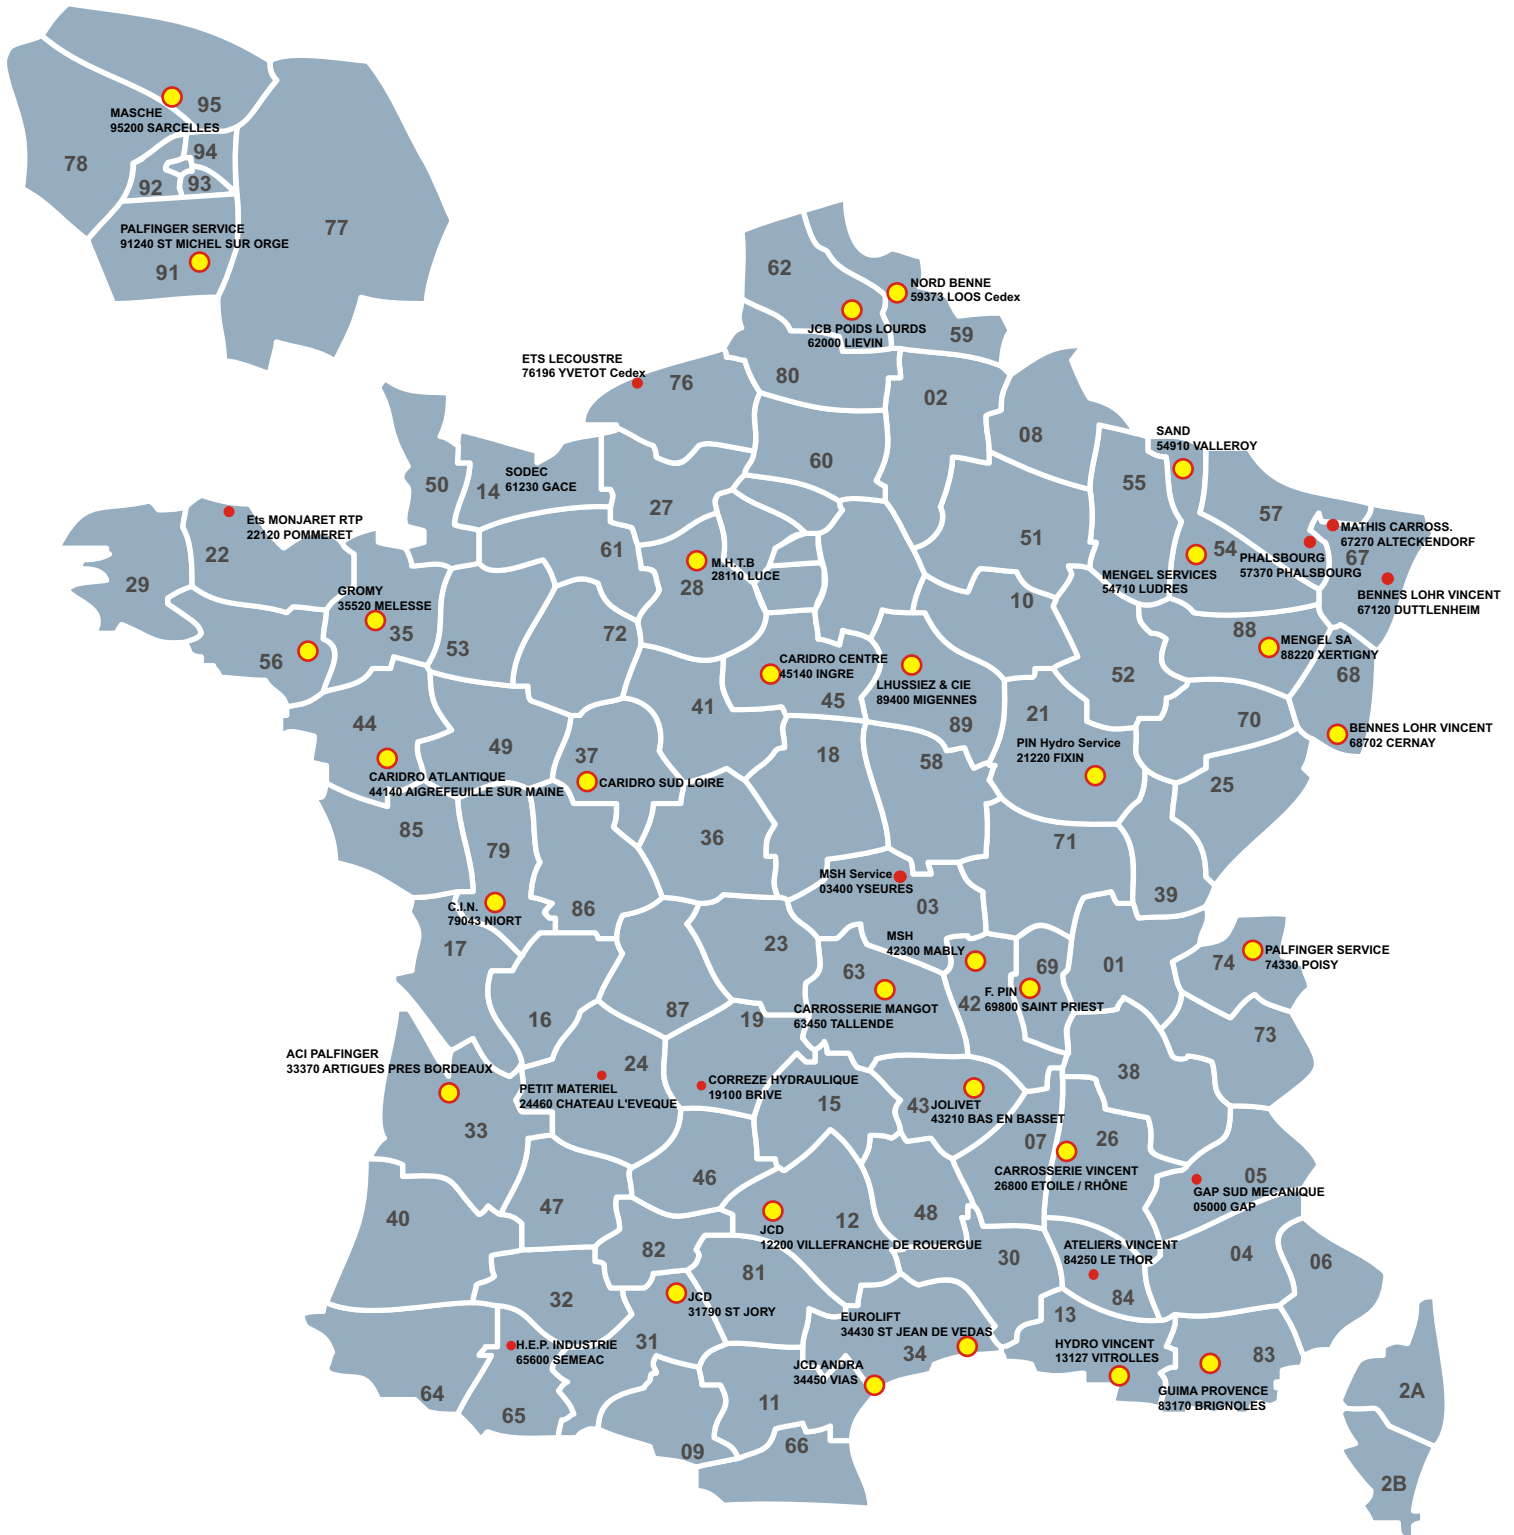 95
MASCHE
95200 SARCELLES
94
78
92
93
77
PALFINGER SERVICE
91240 ST MICHEL SUR ORGE
91
62
NORD BENNE
59373 LOOS Cedex
JCB POIDS LOURDS
62000 LIEVIN
59
ETS LECOUSTRE
76196 YVETOT Cedex
76
80
02
08
SAND
54910 VALLEROY
60
50
14
SODEC
61230 GACE
27
55
57
Ets MONJARET RTP
22120 POMMERET
22
29
61
51
MATHIS CARROSS.
67270 ALTECKENDORF
54
PHALSBOURG
57370 PHALSBOURG
67
M.H.T.B
28110 LUCE
28
MENGEL SERVICES
54710 LUDRES
BENNES LOHR VINCENT
67120 DUTTLENHEIM
GROMY
35520 MELESSE
35
10
53
72
88
MENGEL SA
88220 XERTIGNY
56
CARIDRO CENTRE
45140 INGRE
45
LHUSSIEZ & CIE
89400 MIGENNES
89
52
68
41
21
70
44
49
37
18
58
PIN Hydro Service
21220 FIXIN
BENNES LOHR VINCENT
68702 CERNAY
CARIDRO ATLANTIQUE
44140 AIGREFEUILLE SUR MAINE
CARIDRO SUD LOIRE
25
85
79
36
71
MSH Service
03400 YSEURES
39
C.I.N.
79043 NIORT
86
03
17
23
MSH
42300 MABLY
PALFINGER SERVICE
74330 POISY
74
63
69
01
CARROSSERIE MANGOT
63450 TALLENDE
42
F. PIN
69800 SAINT PRIEST
16
87
19
73
ACI PALFINGER
33370 ARTIGUES PRES BORDEAUX
24
38
PETIT MATERIEL
24460 CHATEAU L'EVEQUE
CORREZE HYDRAULIQUE
19100 BRIVE
15
43
JOLIVET
43210 BAS EN BASSET
33
07
26
CARROSSERIE VINCENT
26800 ETOILE / RHÔNE
05
GAP SUD MECANIQUE
05000 GAP
46
47
40
12
48
JCD
12200 VILLEFRANCHE DE ROUERGUE
82
ATELIERS VINCENT
84250 LE THOR
30
04
06
81
32
JCD
31790 ST JORY
84
13
EUROLIFT
34430 ST JEAN DE VEDAS
34
H.E.P. INDUSTRIE
65600 SEMEAC
31
HYDRO VINCENT
13127 VITROLLES
83
JCD ANDRA
34450 VIAS
GUIMA PROVENCE
83170 BRIGNOLES
64
65
11
2A
09
66
2B